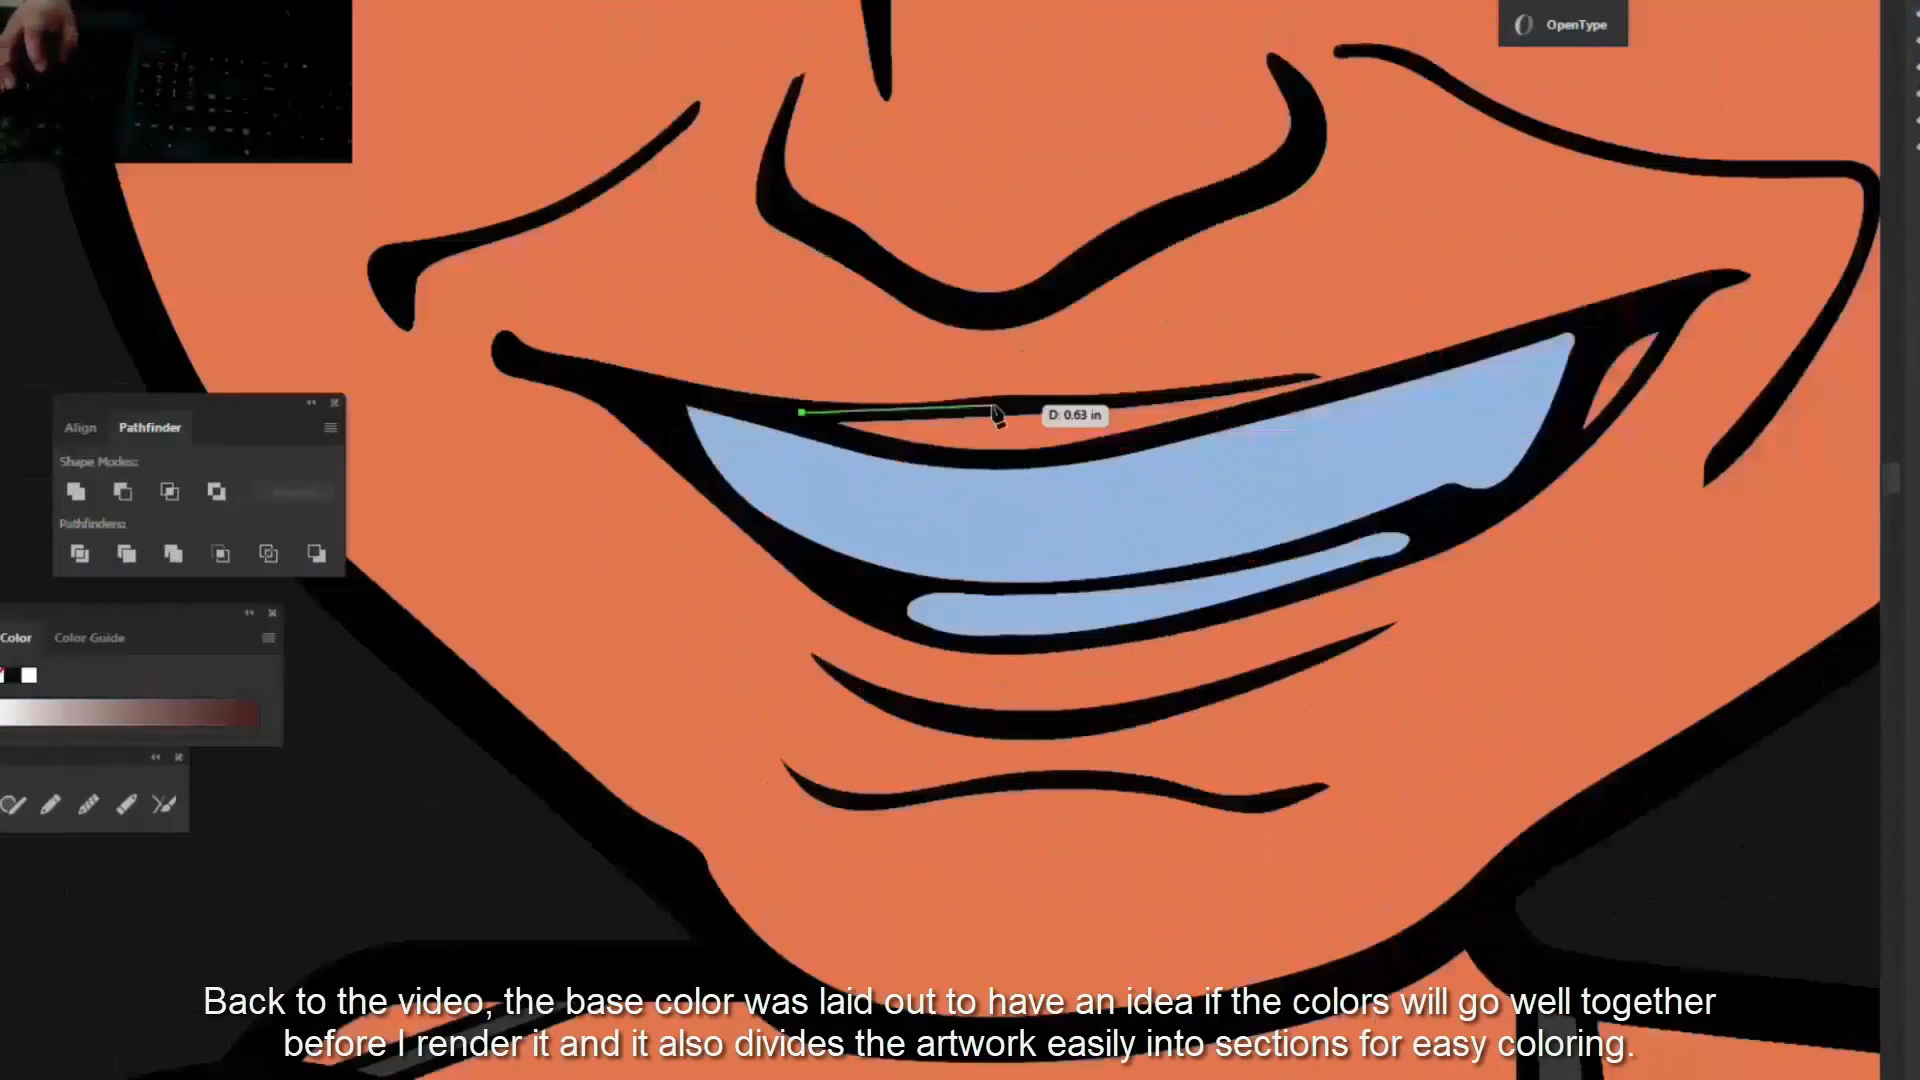 OpenType
Align Pathfinder
Shape Modes:
Pathfinders:
D: 0.63 in
Color Color Guide
Back to the video, the base color was laid out to have an idea if the colors will go well together
before I render it and it also divides the artwork easily into sections for easy coloring.